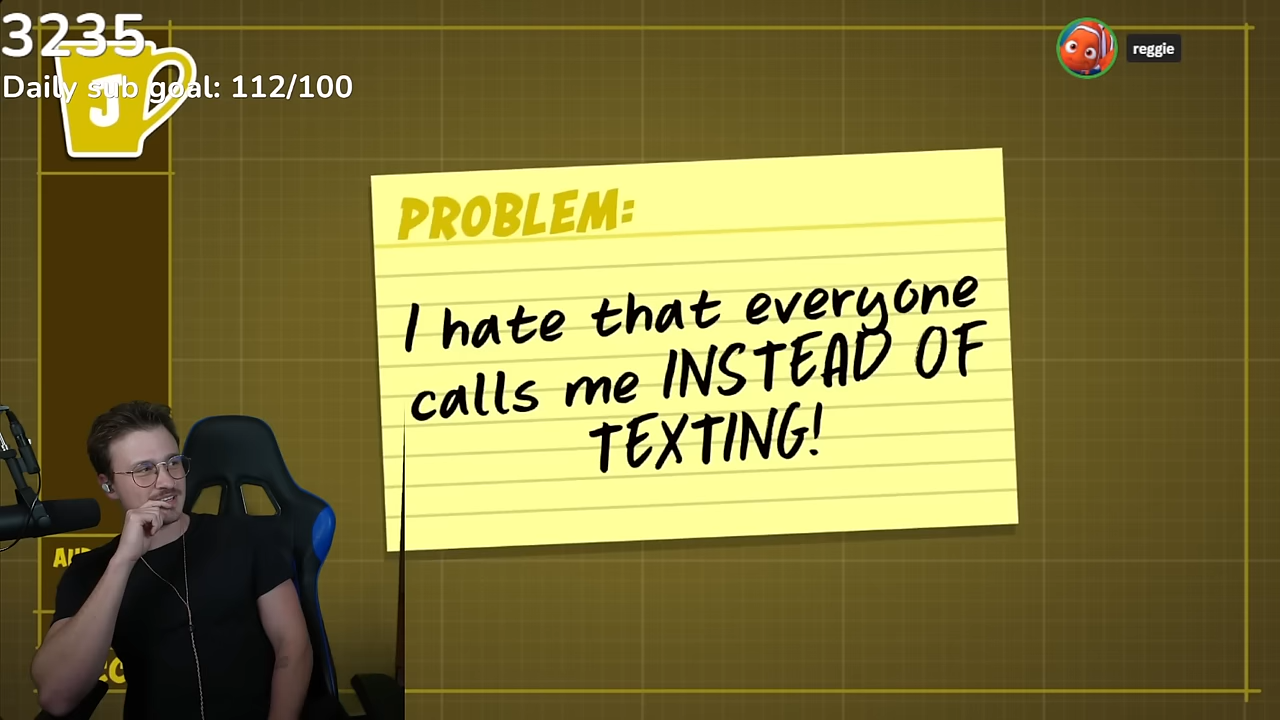 3235
Daily sub goal: 112/100
J
reggie
PROBLEM:
I hate that everyone
calls me INSTEAD OF
TEXTING!